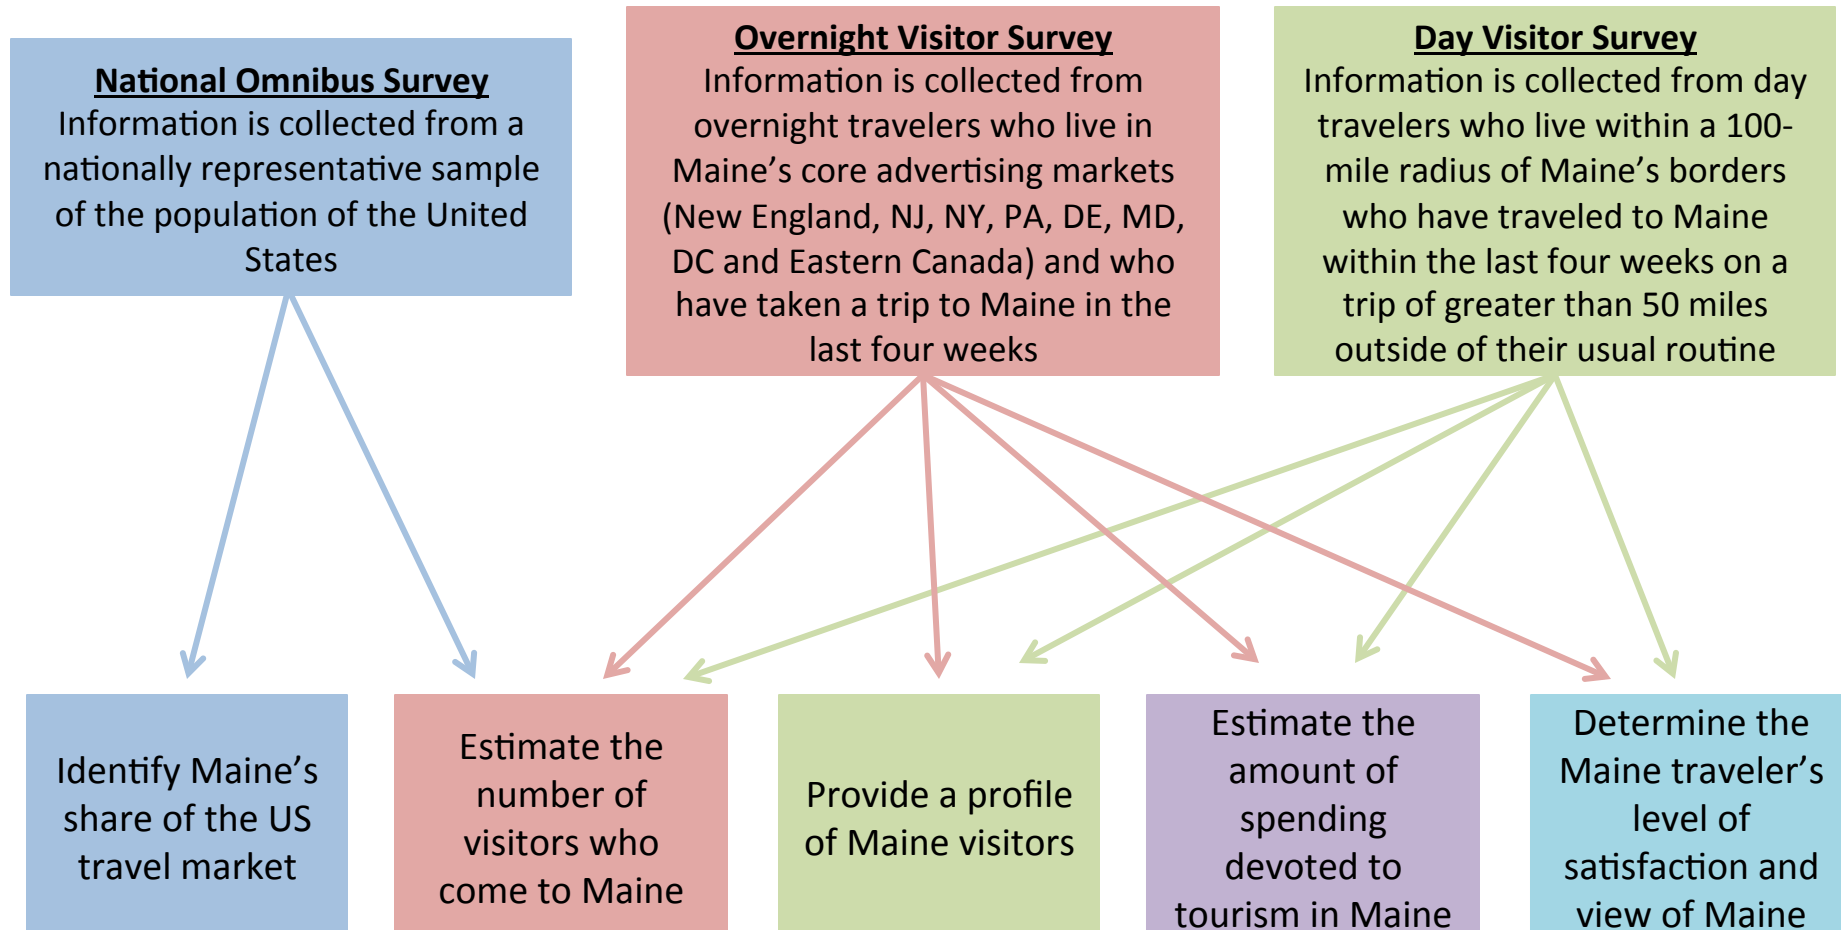 National Omnibus Survey
Information is collected from a
nationally representative sample
of the population of the United
States
Overnight Visitor Survey
Information is collected from
overnight travelers who live in
Maine’s core advertising markets
(New England, NJ, NY, PA, DE, MD,
DC and Eastern Canada) and who
have taken a trip to Maine in the
last four weeks
Day Visitor Survey
Information is collected from day
travelers who live within a 100-
mile radius of Maine’s borders
who have traveled to Maine
within the last four weeks on a
trip of greater than 50 miles
outside of their usual routine
Identify Maine’s
share of the US
travel market
Estimate the
number of
visitors who
come to Maine
Provide a profile
of Maine visitors
Estimate the
amount of
spending
devoted to
tourism in Maine
Determine the
Maine traveler’s
level of
satisfaction and
view of Maine